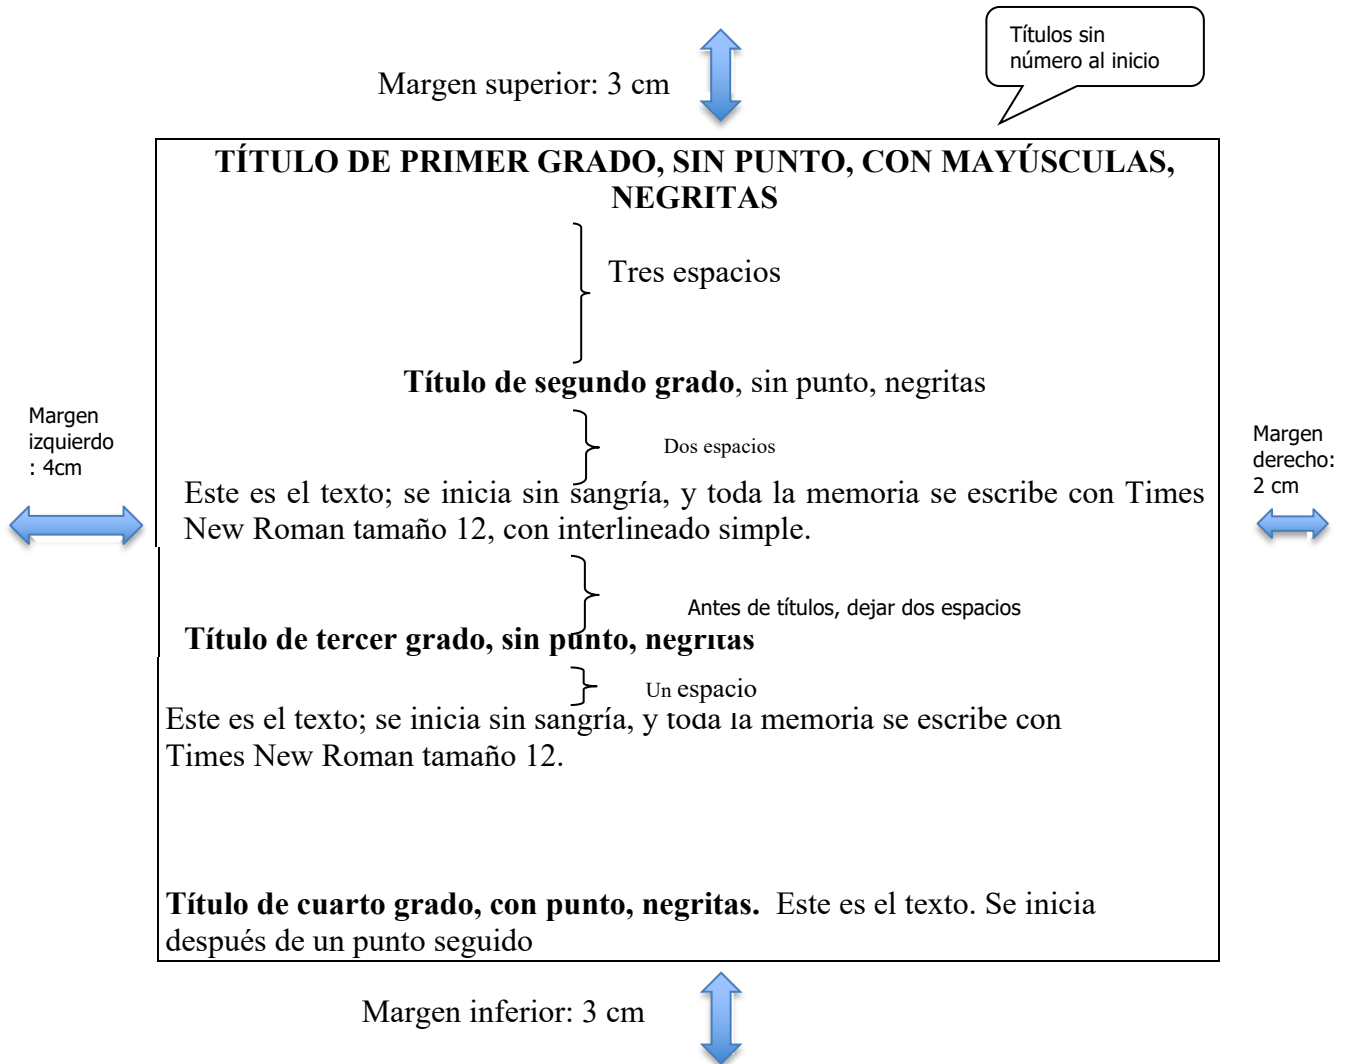 Títulos sin
número al inicio
Margen superior: 3 cm
TÍTULO DE PRIMER GRADO, SIN PUNTO, CON MAYÚSCULAS,
NEGRITAS
Tres espacios
Título de segundo grado, sin punto, negritas
Margen
izquierdo
: 4cm
Dos espacios
Margen
derecho:
2 cm
Este es el texto; se inicia sin sangría, y toda la memoria se escribe con Times
New Roman tamaño 12, con interlineado simple.
Antes de títulos, dejar dos espacios
Título de tercer grado, sin punto, negritas
Un espacio
Este es el texto; se inicia sin sangría, y toda la memoria se escribe con
Times New Roman tamaño 12.
Título de cuarto grado, con punto, negritas. Este es el texto. Se inicia
después de un punto seguido
Margen inferior: 3 cm